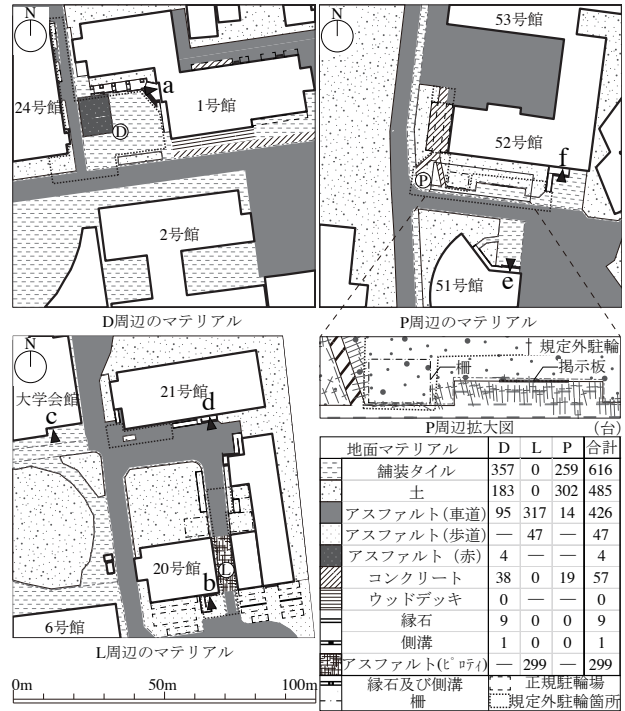 N
24号館
a
1号館
D
2号館
D周辺のマテリアル
N
53号館
52号館
f
P
e
51号館
P周辺のマテリアル
N
大学会館
21号館
c
d
20号館
L
b
6号館
L周辺のマテリアル
0m 50m 100m
規定外駐輪
柵
掲示板
P周辺拡大図
(台)
地面マテリアル D L P 合計
舗装タイル 357 0 259 616
土 183 0 302 485
アスファルト(車道) 95 317 14 426
アスファルト(歩道) — 47 — 47
アスファルト (赤) 4 — — 4
コンクリート 38 0 19 57
ウッドデッキ — — — 0
縁石 9 0 0 9
側溝 1 0 0 1
アスファルト(ピロティ) — 299 — 299
縁石及び側溝 正規駐輪場
柵 規定外駐輪箇所